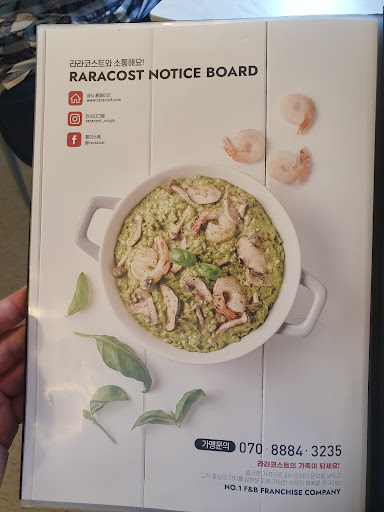 라라코스트와 소통해요!
RARACOST NOTICE BOARD
공식 홈페이지
www.raracost.com
인스타그램
페이스북
@raracost
가맹문의 070·8884·3235
라라코스트의 가족이 되세요!
NO.1 F&B FRANCHISE COMPANY